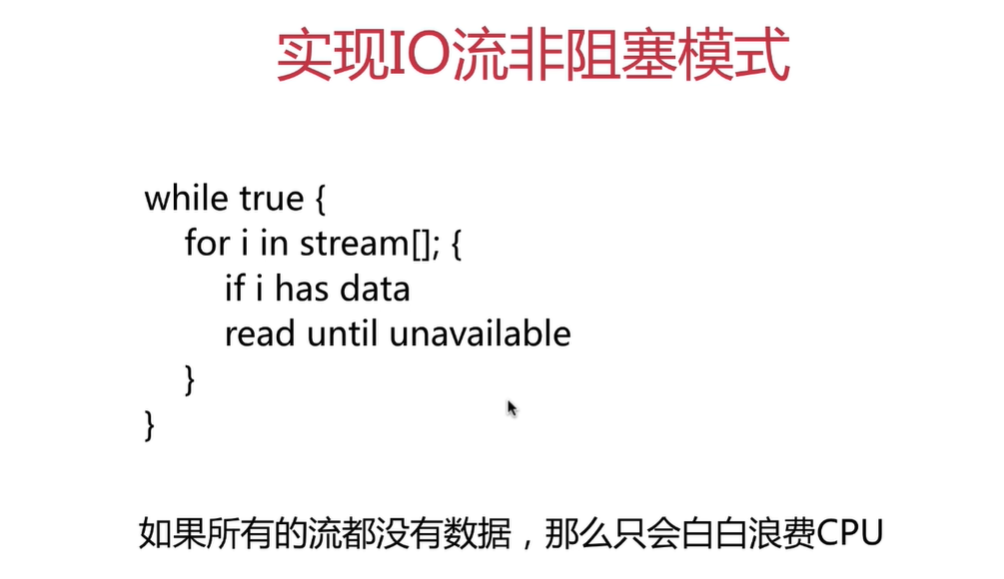 实现IO流非阻塞模式
while true {
for i in stream[]; {
if i has data
read until unavailable
}
}
如果所有的流都没有数据，那么只会白白浪费CPU